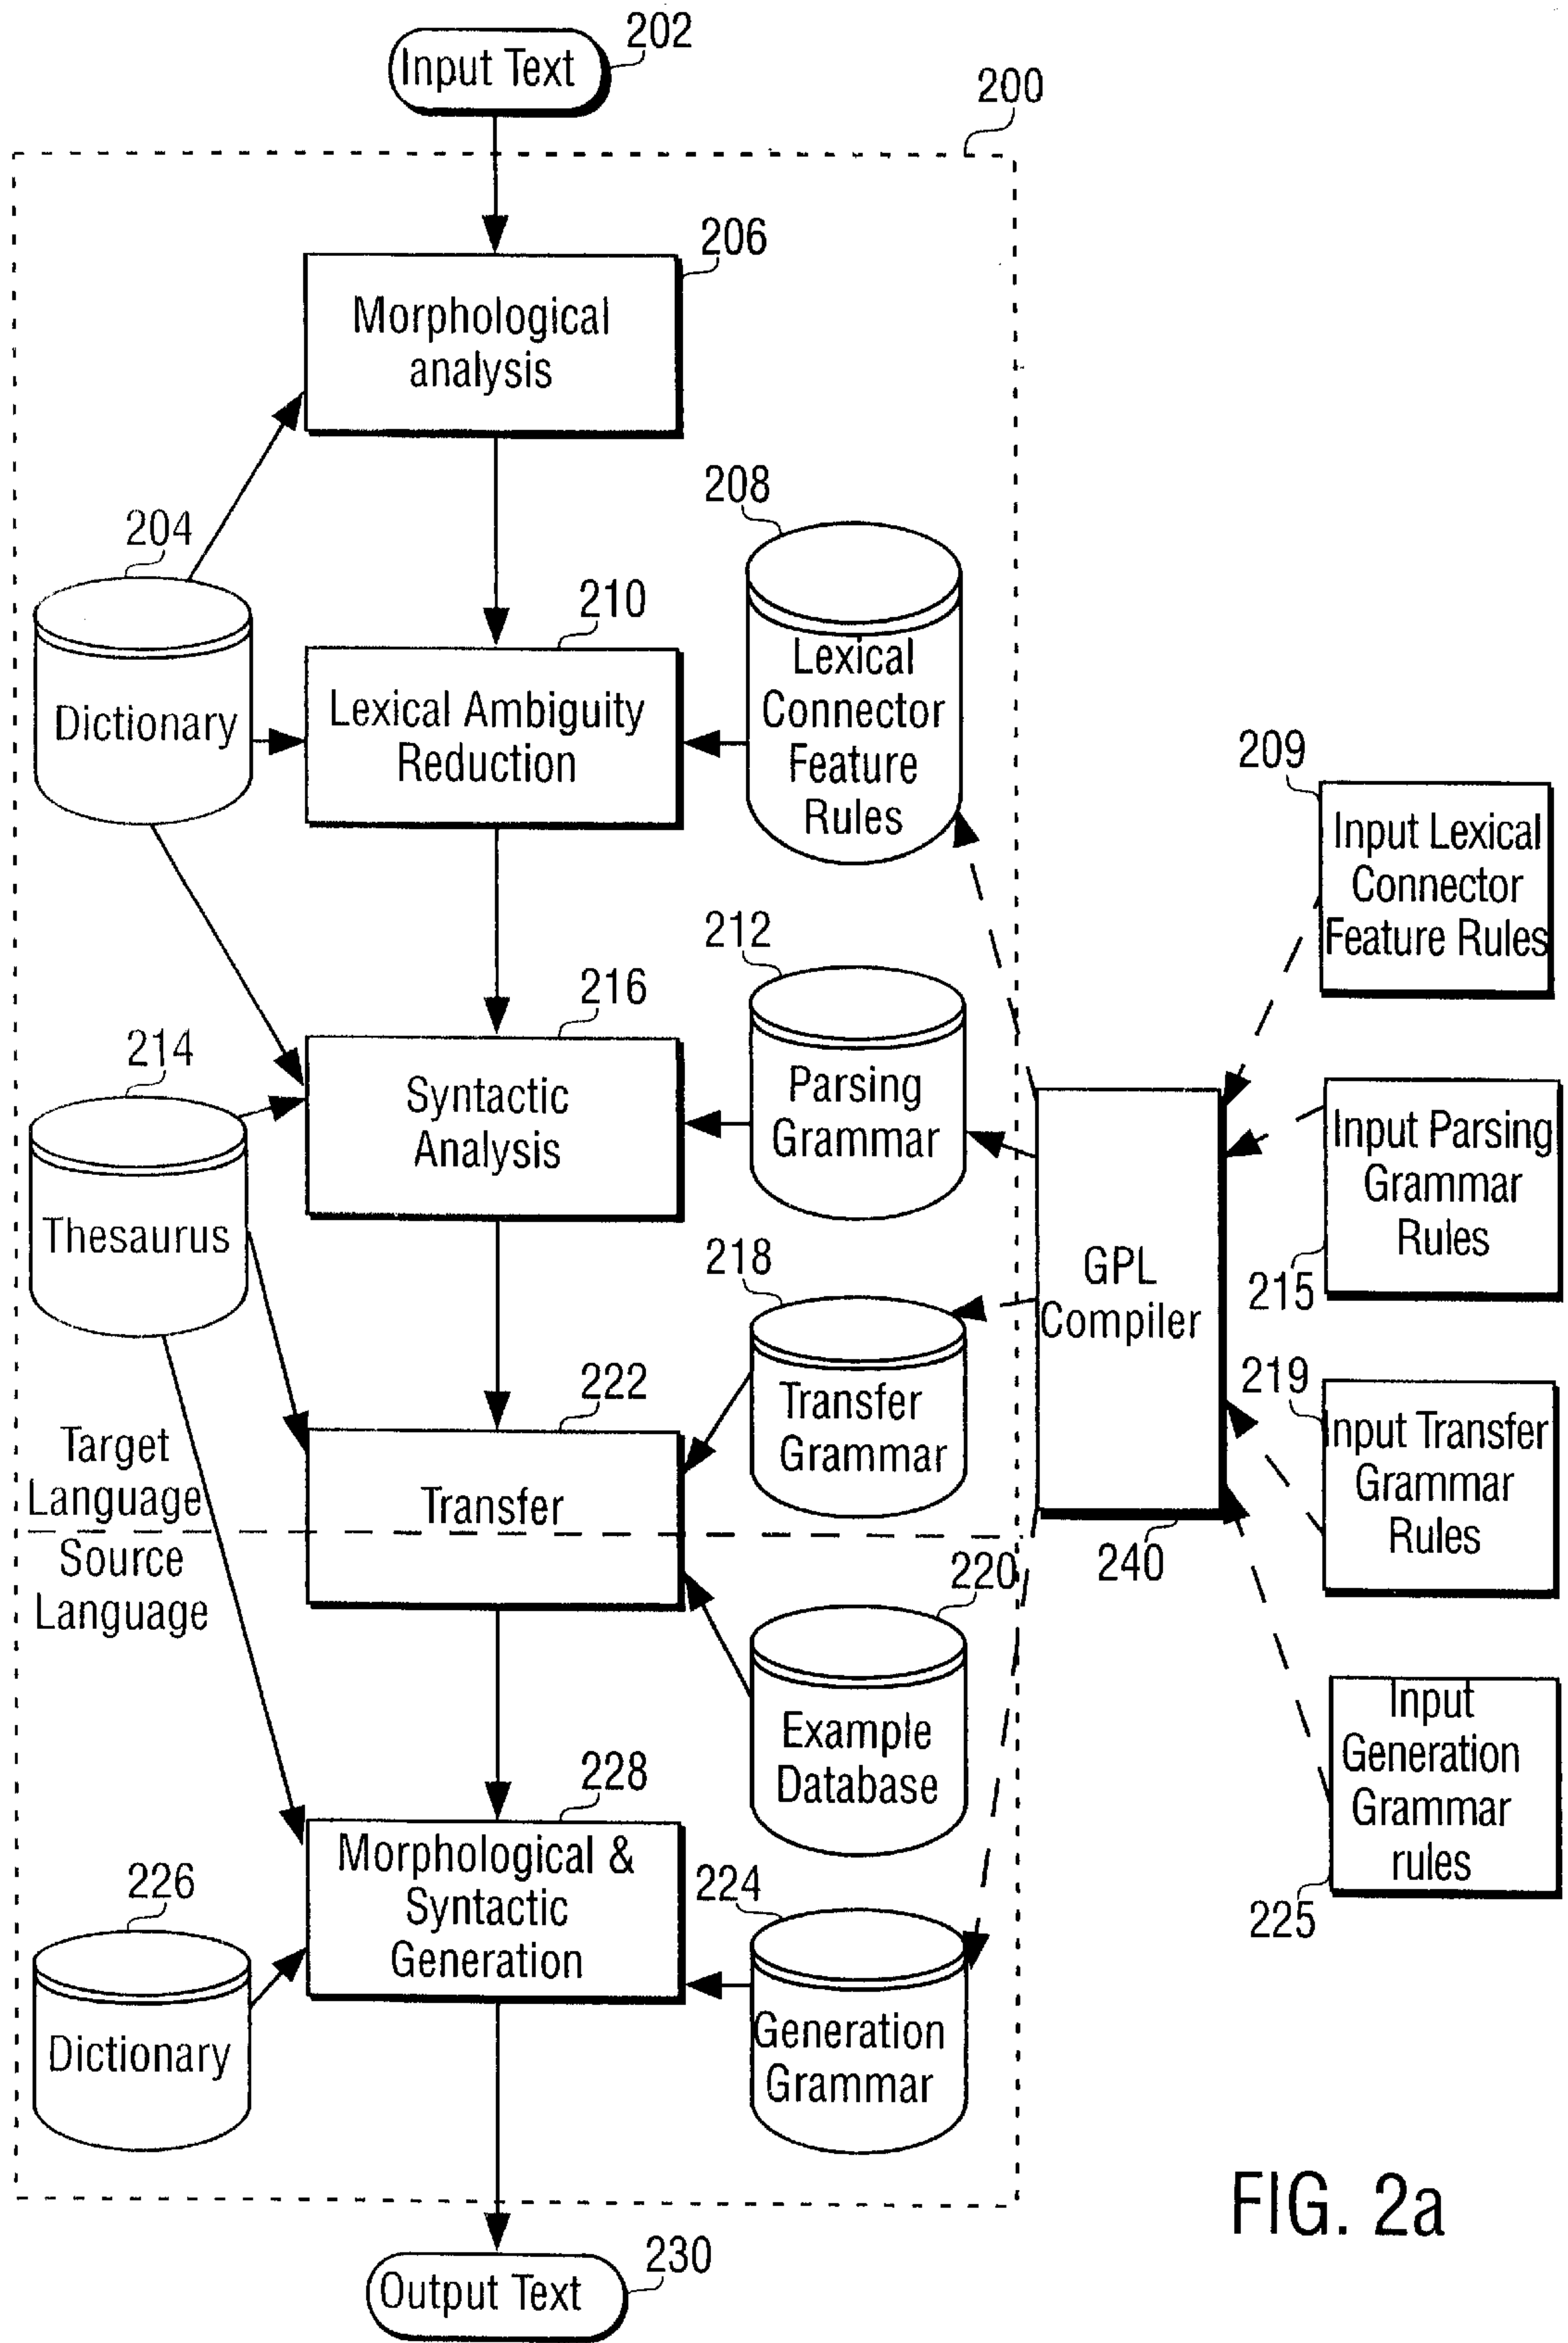 202
Input Text
200
206
Morphological
analysis
208
204
210
Lexical
Connector
Feature
Rules
Lexical Ambiguity
Reduction
Dictionary
209
Input Lexical
Connector
Feature Rules
212
216
214
Parsing
Grammar
Syntactic
Analysis
Input Parsing
Grammar
Rules
215
Thesaurus
218
GPL
Compiler
222
219
Transfer
Grammar
Input Transfer
Grammar
Rules
Target
Language
Transfer
Source
Language
240
220
Example
Database
Input
Generation
Grammar
rules
225
228
Morphological &
Syntactic
Generation
224
226
Dictionary
Generation
Grammar
FIG. 2a
230
Output Text